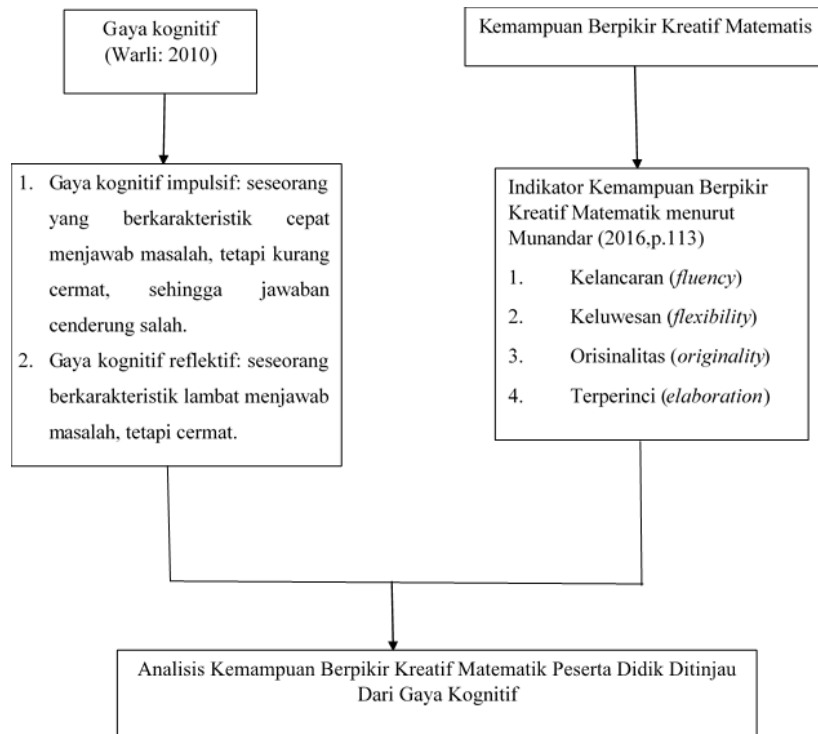 Gaya kognitif
(Warli: 2010)
Kemampuan Berpikir Kreatif Matematis
1. Gaya kognitif impulsif: seseorang
yang berkarakteristik cepat
menjawab masalah, tetapi kurang
cermat, sehingga jawaban
cenderung salah.
2. Gaya kognitif reflektif: seseorang
berkarakteristik lambat menjawab
masalah, tetapi cermat.
Indikator Kemampuan Berpikir
Kreatif Matematik menurut
Munandar (2016,p.113)
1. Kelancaran (fluency)
2. Keluwesan (flexibility)
3. Orisinalitas (originality)
4. Terperinci (elaboration)
Analisis Kemampuan Berpikir Kreatif Matematik Peserta Didik Ditinjau
Dari Gaya Kognitif